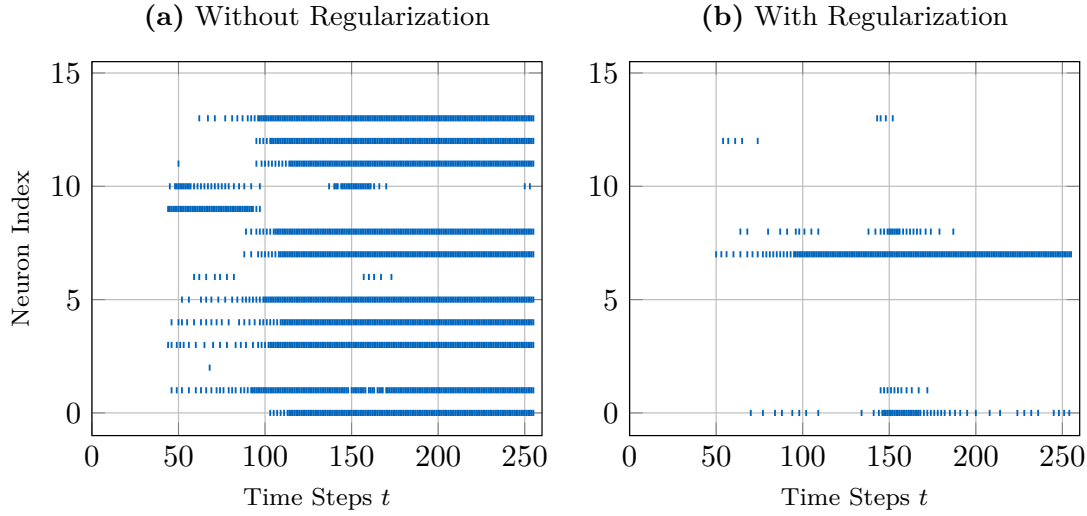 (a) Without Regularization
(b) With Regularization
15
10
5
0
Neuron Index
0 50 100 150 200 250
Time Steps t
15
10
5
0
0 50 100 150 200 250
Time Steps t